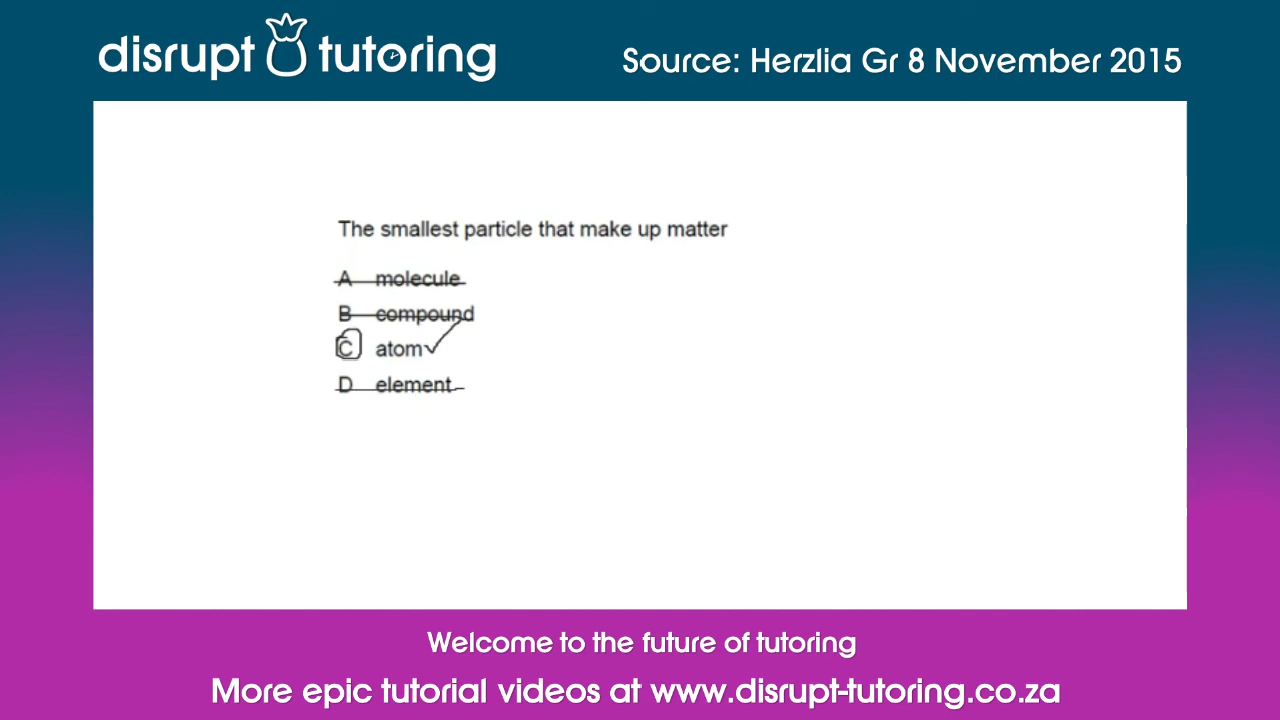 disrupt tutoring
Source: Herzlia Gr 8 November 2015
The smallest particle that make up matter
A molecule
B compound
C atom
D element
Welcome to the future of tutoring
More epic tutorial videos at www.disrupt-tutoring.co.za